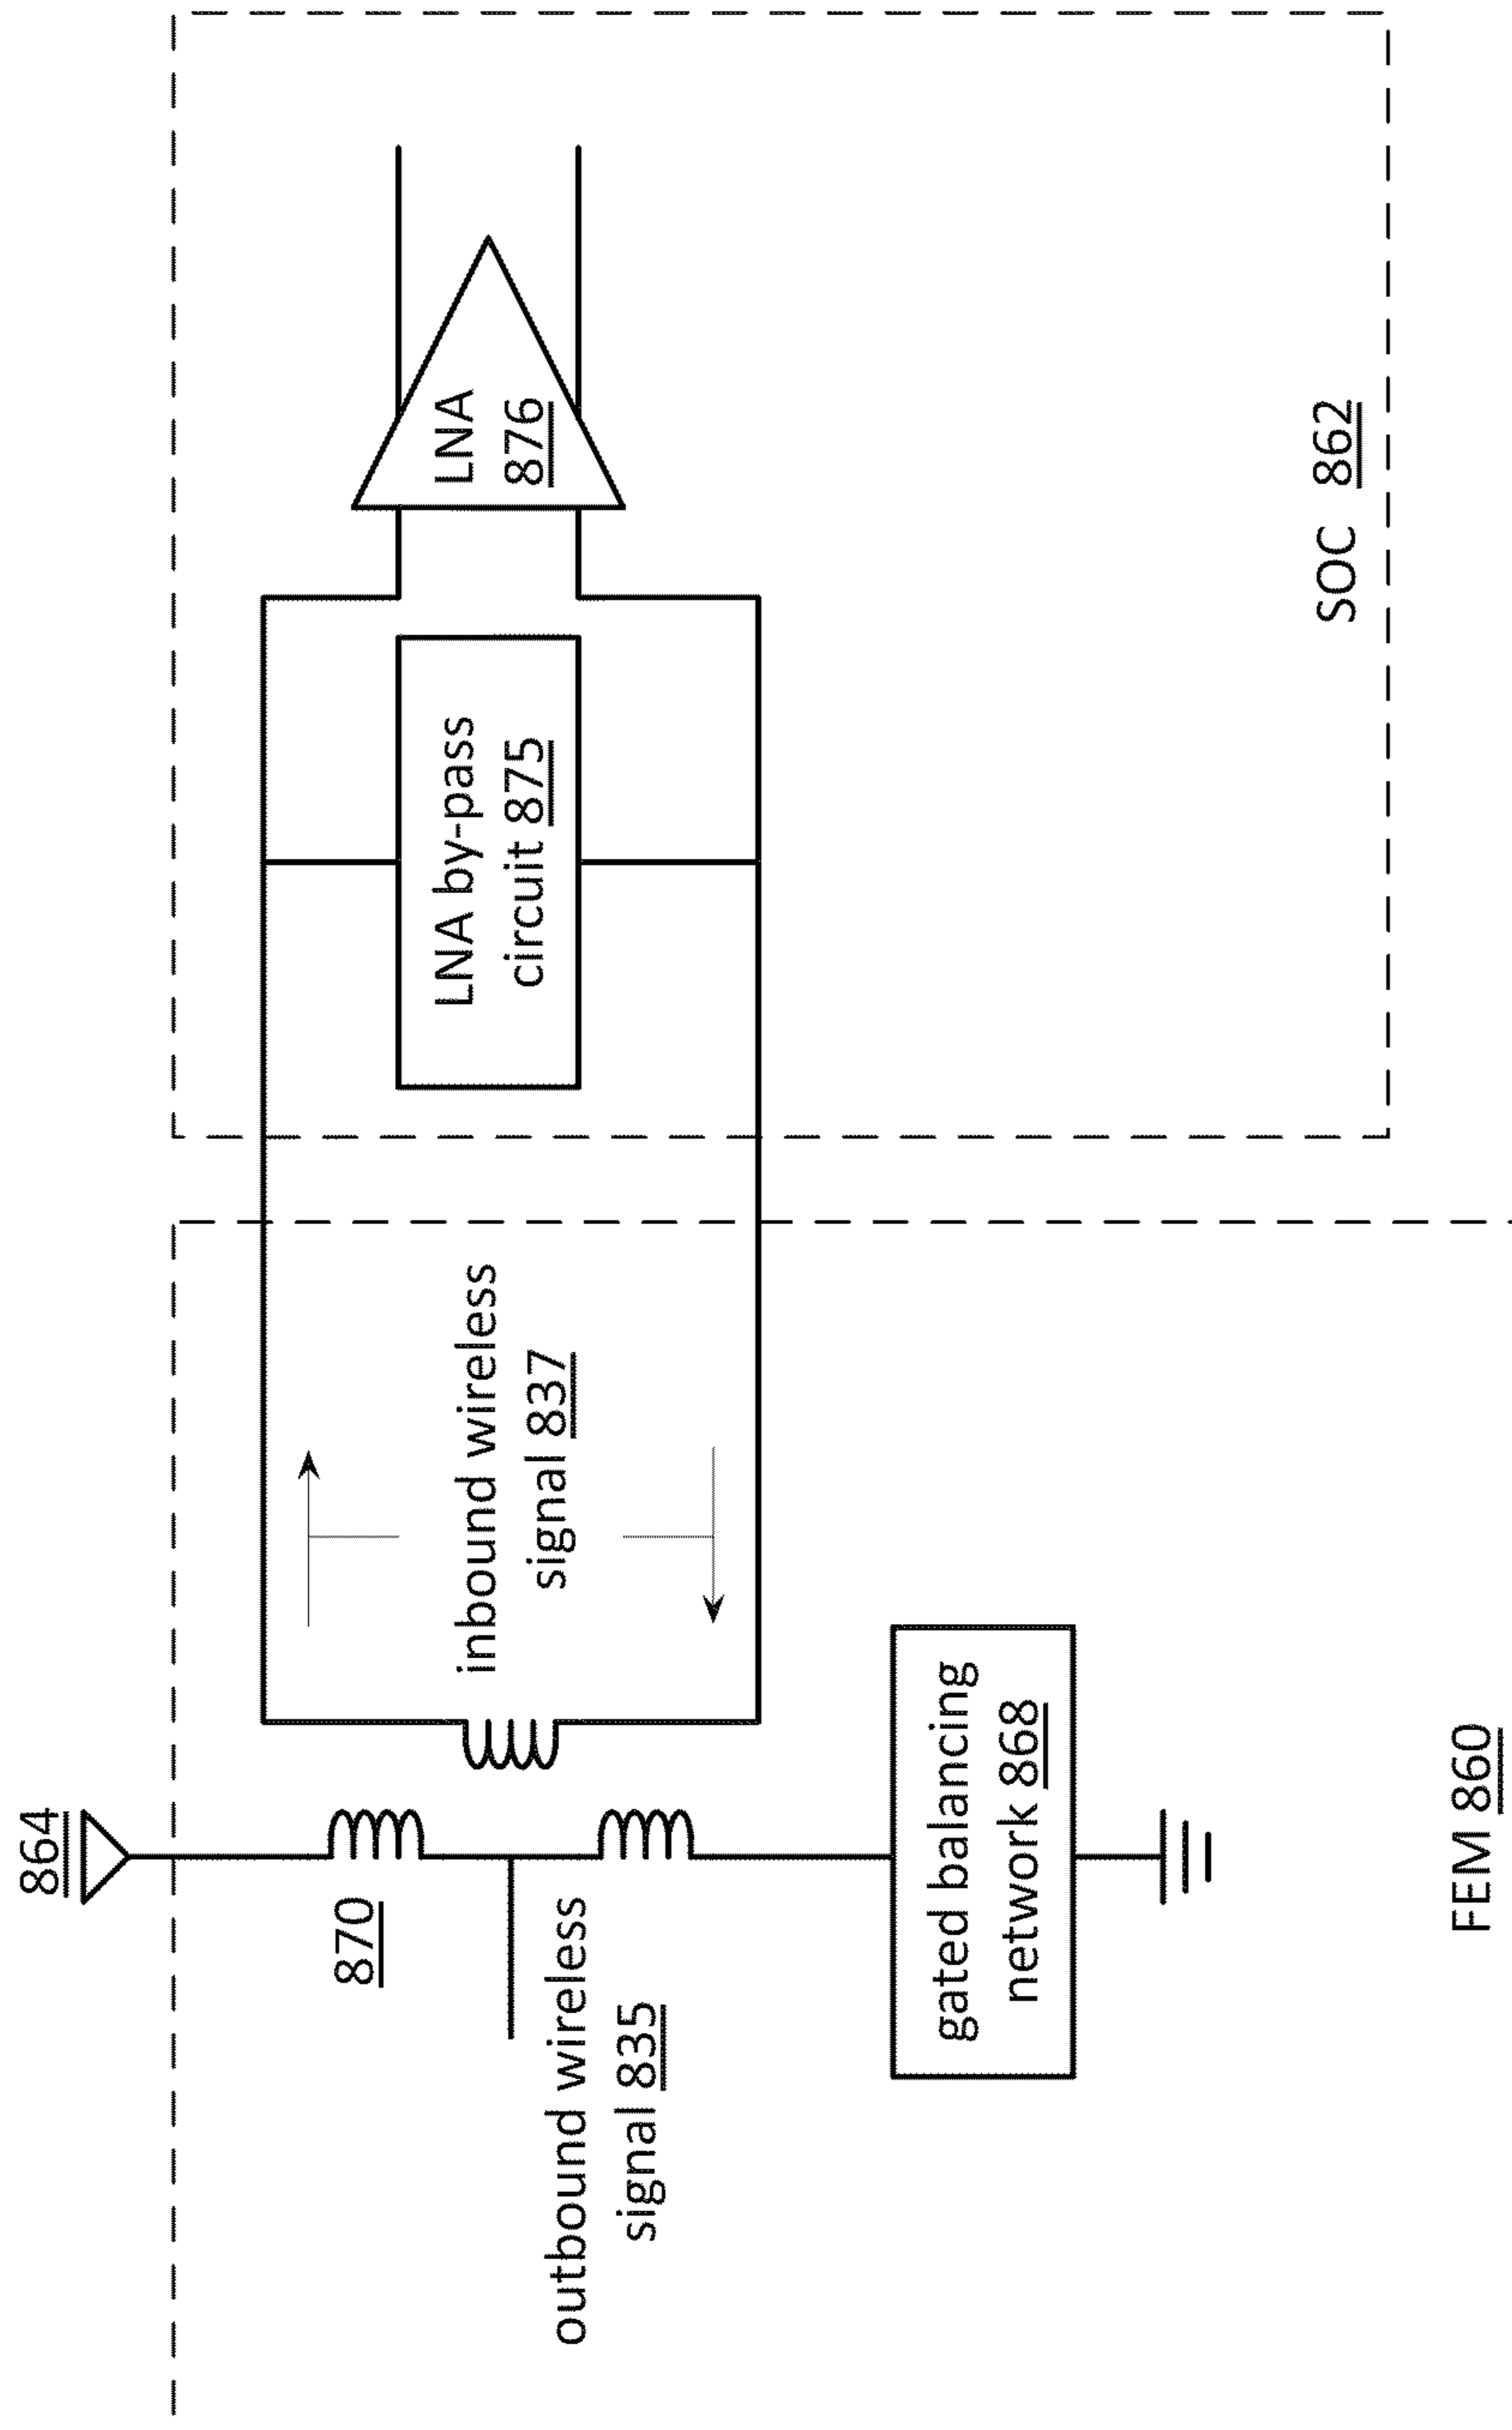 864
870
outbound wireless
signal 835
inbound wireless
signal 837
gated balancing
network 868
FEM 860
LNA by-pass
circuit 875
LNA
876
SOC 862